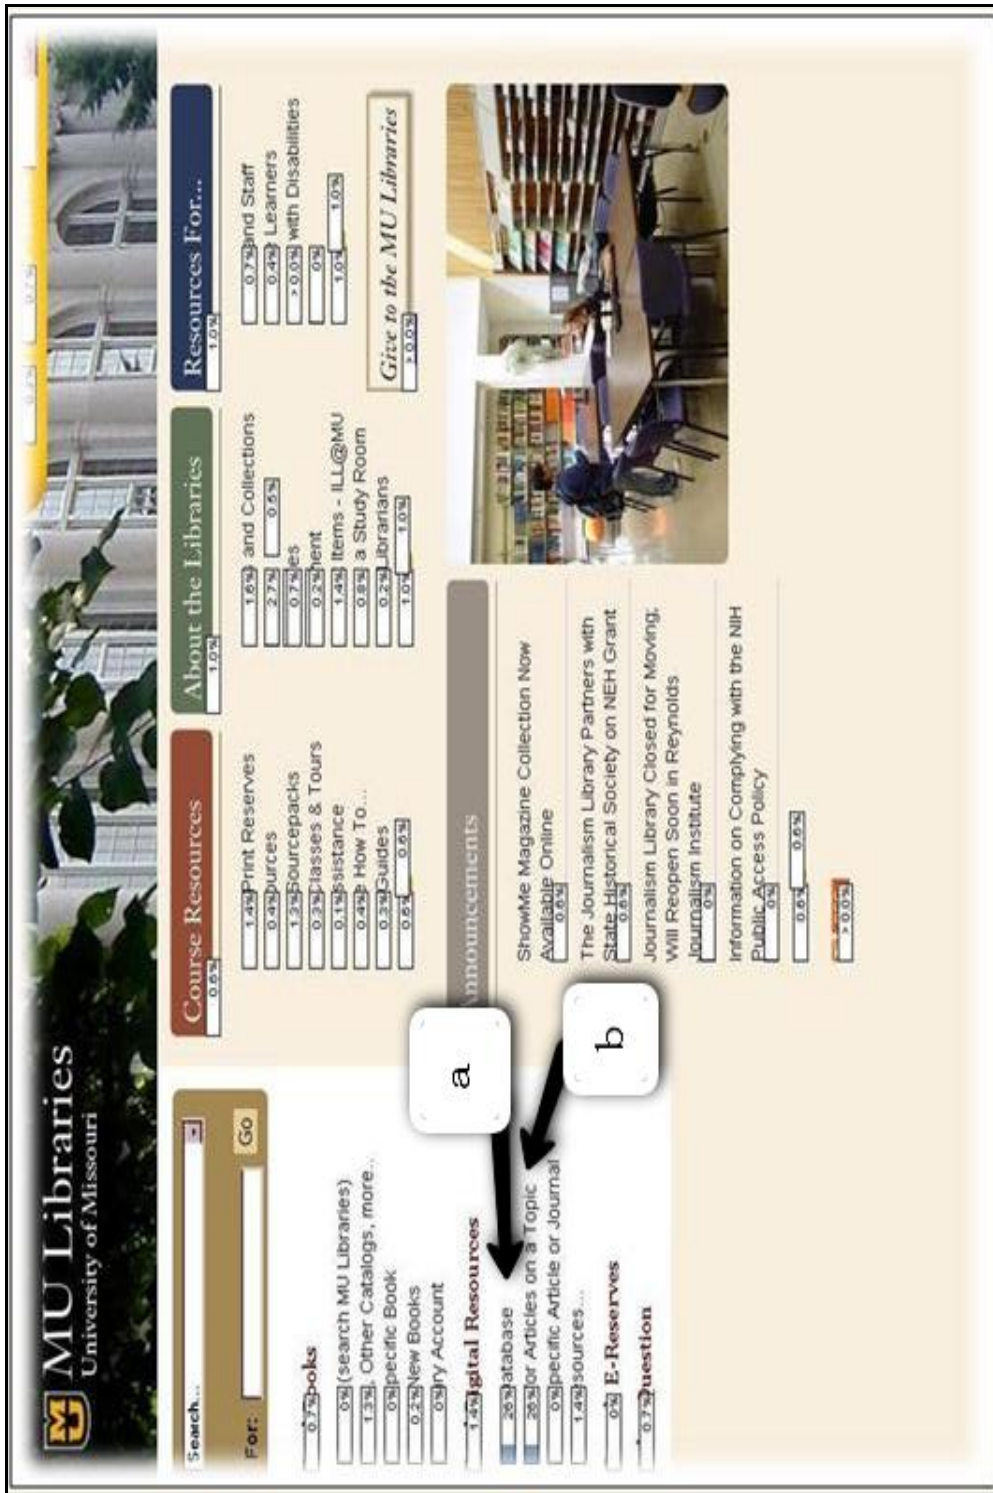 MU Libraries
University of Missouri
0.2%
0.7%
Search...
For:
Go
ooks
0.7%
0% (search MU Libraries)
1.3% , Other Catalogs, more...
0% pecific Book
0.2% New Books
0% ry Account
igital Resources
1.4%
26% atabase
26% or Articles on a Topic
0% pecific Article or Journal
1.4% sources...
0% E-Reserves
0.7% uestion
a
b
Course Resources
0.6%
1.4% Print Reserves
0.4% ources
1.2% Sourcepacks
0.3% Classes & Tours
0.1% ssistance
0.4% e How To...
0.3% Guides
0.6% 0.6%
About the Libraries
1.0%
1.6% and Collections
2.7% 0.5%
0.7% es
0.2% nent
1.4% Items - ILL@MU
0.8% a Study Room
0.2% Librarians
1.0% 1.0%
Resources For...
1.0%
0.7% and Staff
0.4% e Learners
> 0.0% with Disabilities
0%
1.0% 1.0%
Give to the MU Libraries
> 0.0%
Announcements
ShowMe Magazine Collection Now
Available Online
0.6%
The Journalism Library Partners with
State Historical Society on NEH Grant
0.6%
Journalism Library Closed for Moving;
Will Reopen Soon in Reynolds
Journalism Institute
0%
Information on Complying with the NIH
Public Access Policy
0%
0.6% 0.6%
> 0.0%